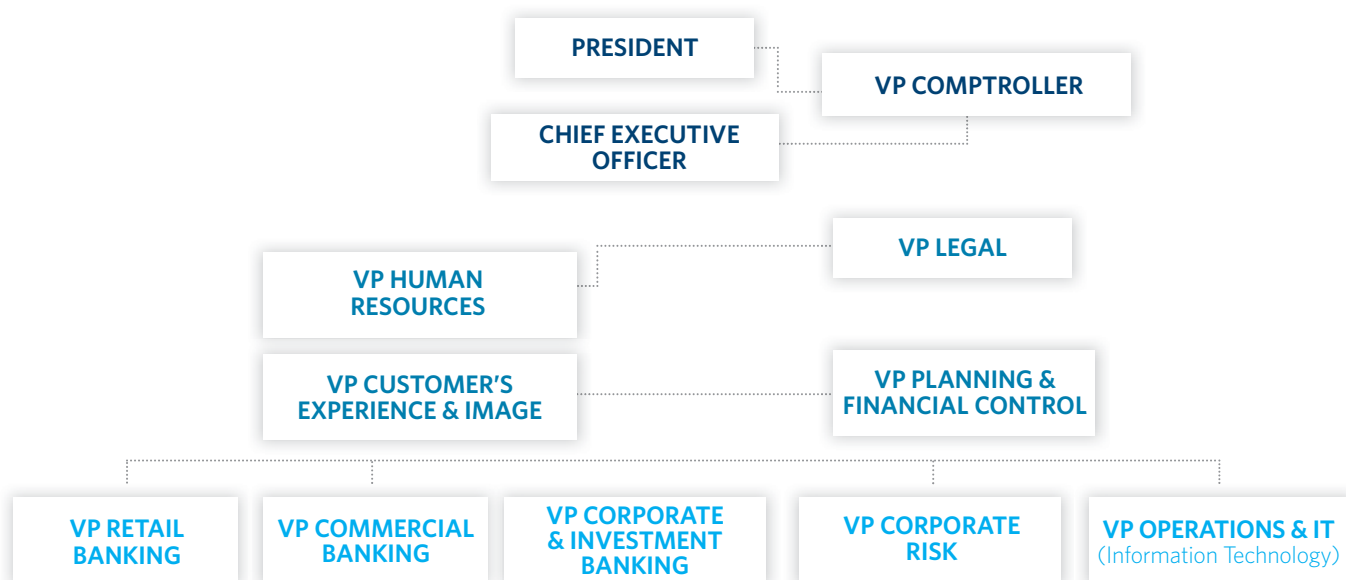 PRESIDENT
VP COMPTROLLER
CHIEF EXECUTIVE
OFFICER
VP LEGAL
VP HUMAN
RESOURCES
VP CUSTOMER’S
EXPERIENCE & IMAGE
VP PLANNING &
FINANCIAL CONTROL
VP RETAIL
BANKING
VP COMMERCIAL
BANKING
VP CORPORATE
& INVESTMENT
BANKING
VP CORPORATE
RISK
VP OPERATIONS & IT
(Information Technology)